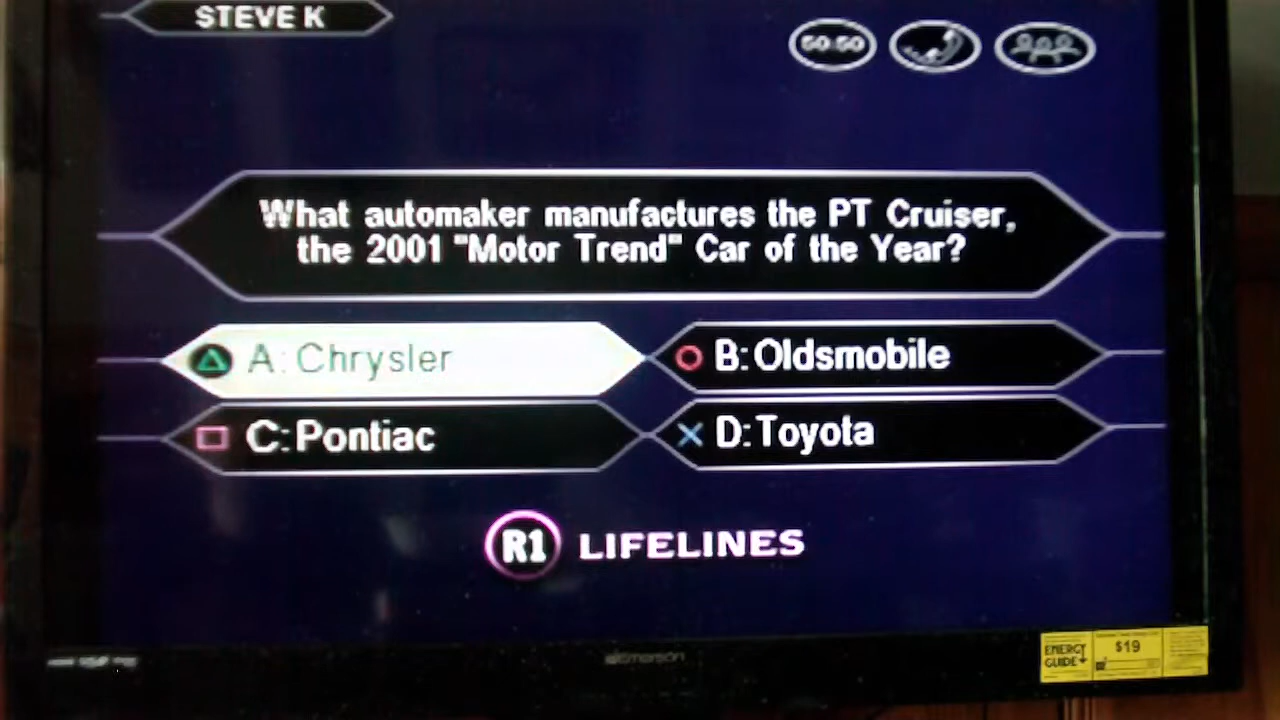 STEVE K
50:50
What automaker manufactures the PT Cruiser,
the 2001 "Motor Trend" Car of the Year?
A: Chrysler
B: Oldsmobile
C: Pontiac
D: Toyota
R1 LIFELINES
Emerson
ENERGY
GUIDE
$19